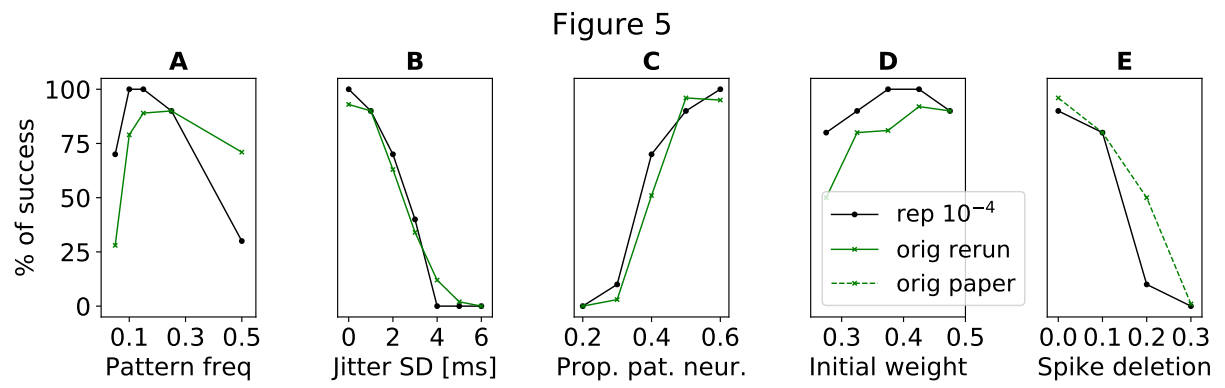 Figure 5
A B C D E
% of success
100
75
50
25
0
0.1 0.5
0 2 4 6
0.2 0.4 0.6
0.3 0.4 0.5
0.0 0.1 0.2 0.3
Pattern freq
Jitter SD [ms]
Prop. pat. neur.
Initial weight
Spike deletion
rep 10⁻⁴
orig rerun
orig paper